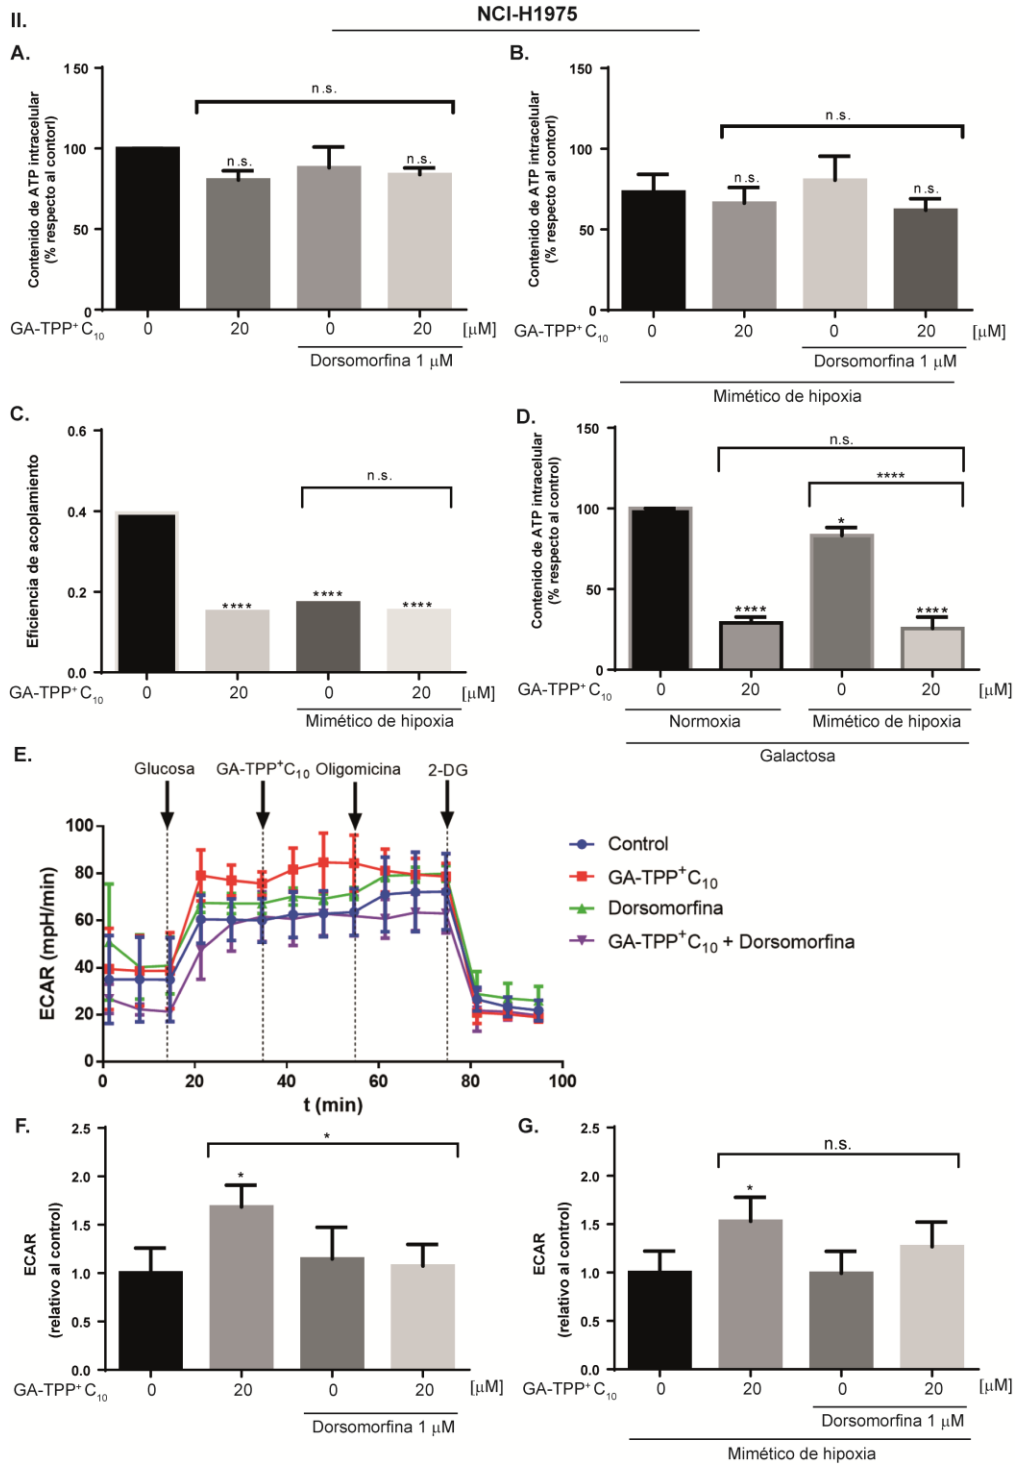 II.
NCI-H1975
A.
150
100
50
0
Contenido de ATP intracelular
(% respecto al contorl)
n.s.
n.s.
n.s.
GA-TPP⁺C₁₀
0
20
0
20
[μM]
Dorsomorfina 1 μM
B.
150
100
50
0
Contenido de ATP intracelular
(% respecto al control)
n.s.
n.s.
n.s.
GA-TPP⁺C₁₀
0
20
0
20
[μM]
Dorsomorfina 1 μM
Mimético de hipoxia
C.
0.6
0.4
0.2
0.0
Eficiencia de acoplamiento
n.s.
****
****
****
GA-TPP⁺C₁₀
0
20
0
20
[μM]
Mimético de hipoxia
D.
150
100
50
0
Contenido de ATP intracelular
(% respecto al control)
n.s.
****
*
****
****
GA-TPP⁺C₁₀
0
20
0
20
[μM]
Normoxia
Mimético de hipoxia
Galactosa
E.
Glucosa
GA-TPP⁺C₁₀
Oligomicina
2-DG
100
80
60
40
20
0
ECAR (mpH/min)
0
20
40
60
80
100
t (min)
Control
GA-TPP⁺C₁₀
Dorsomorfina
GA-TPP⁺C₁₀ + Dorsomorfina
F.
2.5
2.0
1.5
1.0
0.5
0.0
ECAR
(relativo al control)
*
*
GA-TPP⁺C₁₀
0
20
0
20
[μM]
Dorsomorfina 1 μM
G.
2.5
2.0
1.5
1.0
0.5
0.0
ECAR
(relativo al control)
n.s.
*
GA-TPP⁺C₁₀
0
20
0
20
[μM]
Dorsomorfina 1 μM
Mimético de hipoxia